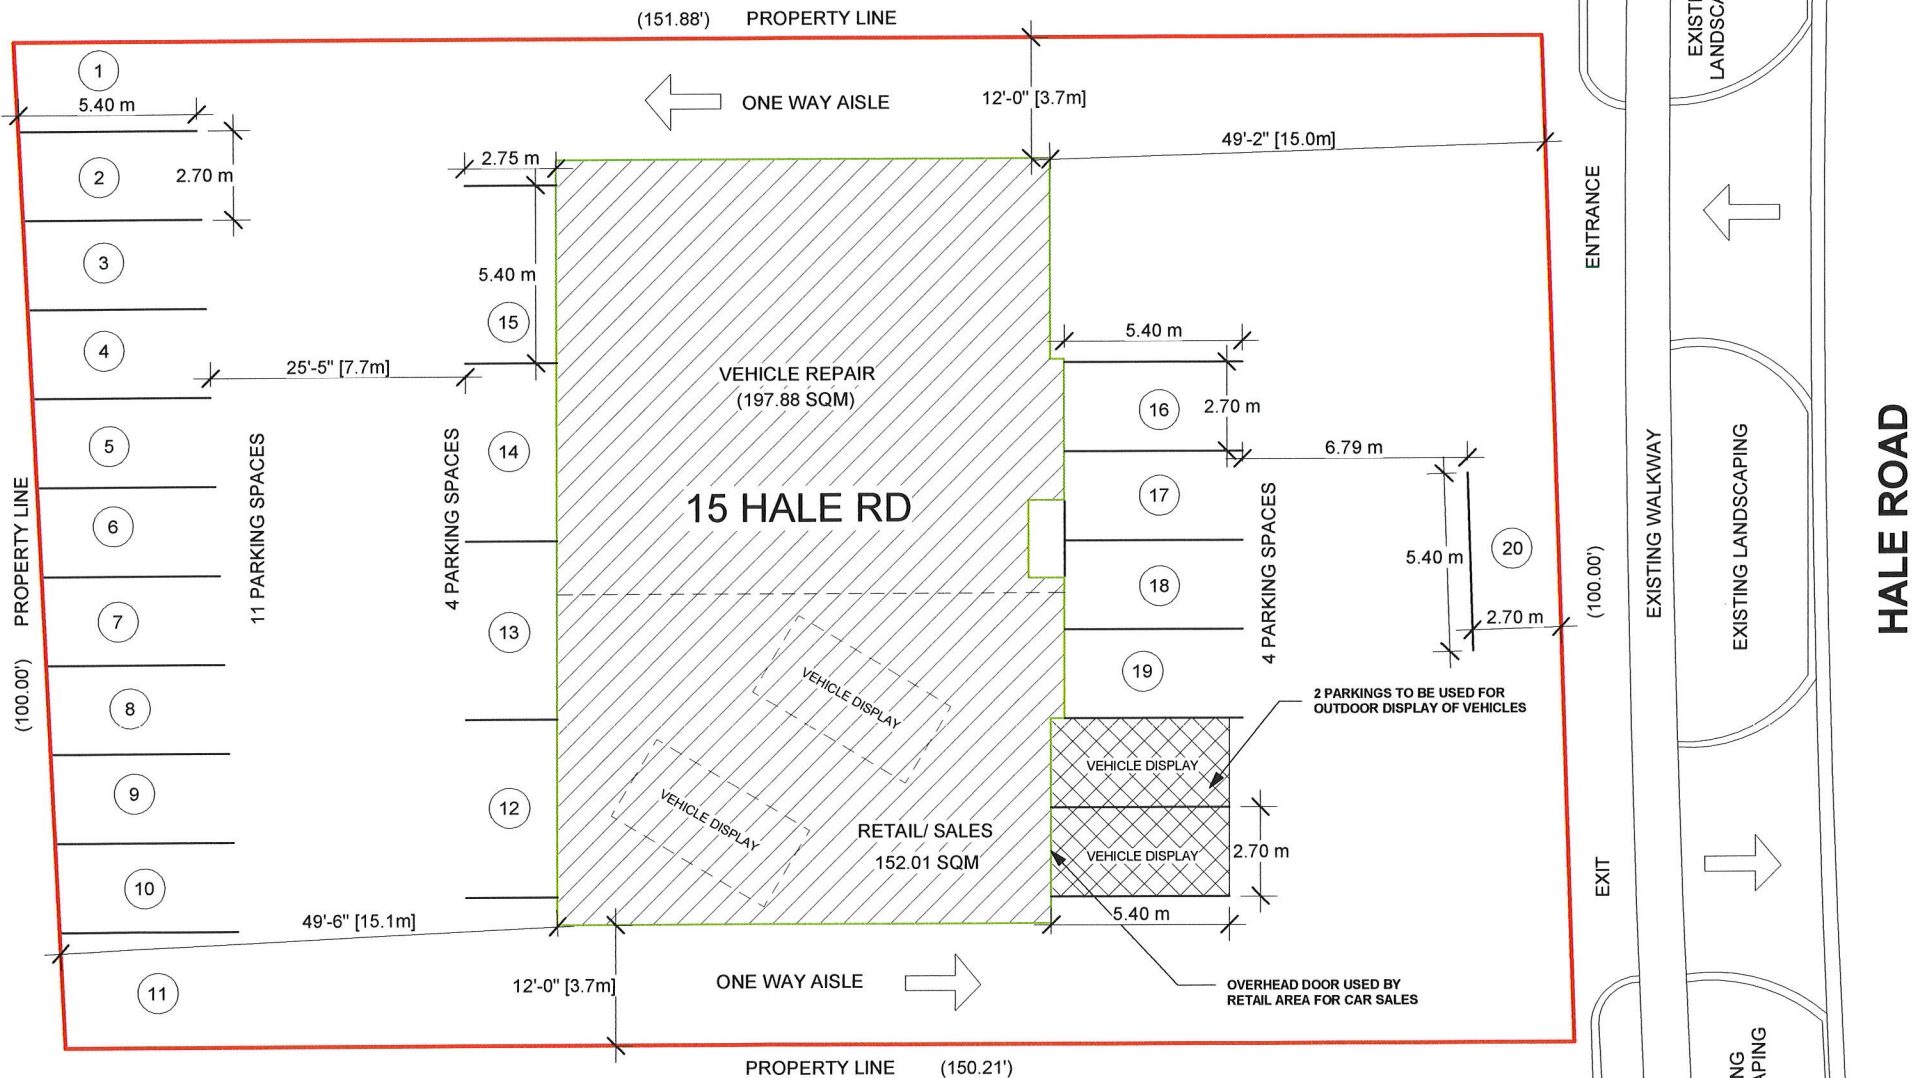 (151.88') PROPERTY LINE
EXISTI
LANDSCA
1
5.40 m
ONE WAY AISLE
12'-0" [3.7m]
49'-2" [15.0m]
2.75 m
2
2.70 m
ENTRANCE
3
5.40 m
15
4
25'-5" [7.7m]
VEHICLE REPAIR
(197.88 SQM)
5.40 m
16
2.70 m
5
14
6.79 m
PROPERTY LINE
(100.00')
11 PARKING SPACES
4 PARKING SPACES
15 HALE RD
17
4 PARKING SPACES
6
5.40 m
20
(100.00')
EXISTING WALKWAY
EXISTING LANDSCAPING
HALE ROAD
18
7
13
2.70 m
19
VEHICLE DISPLAY
2 PARKINGS TO BE USED FOR
OUTDOOR DISPLAY OF VEHICLES
8
VEHICLE DISPLAY
9
12
VEHICLE DISPLAY
RETAIL/ SALES
152.01 SQM
VEHICLE DISPLAY
2.70 m
EXIT
10
49'-6" [15.1m]
5.40 m
11
12'-0" [3.7m]
ONE WAY AISLE
OVERHEAD DOOR USED BY
RETAIL AREA FOR CAR SALES
PROPERTY LINE (150.21')
NG
APING